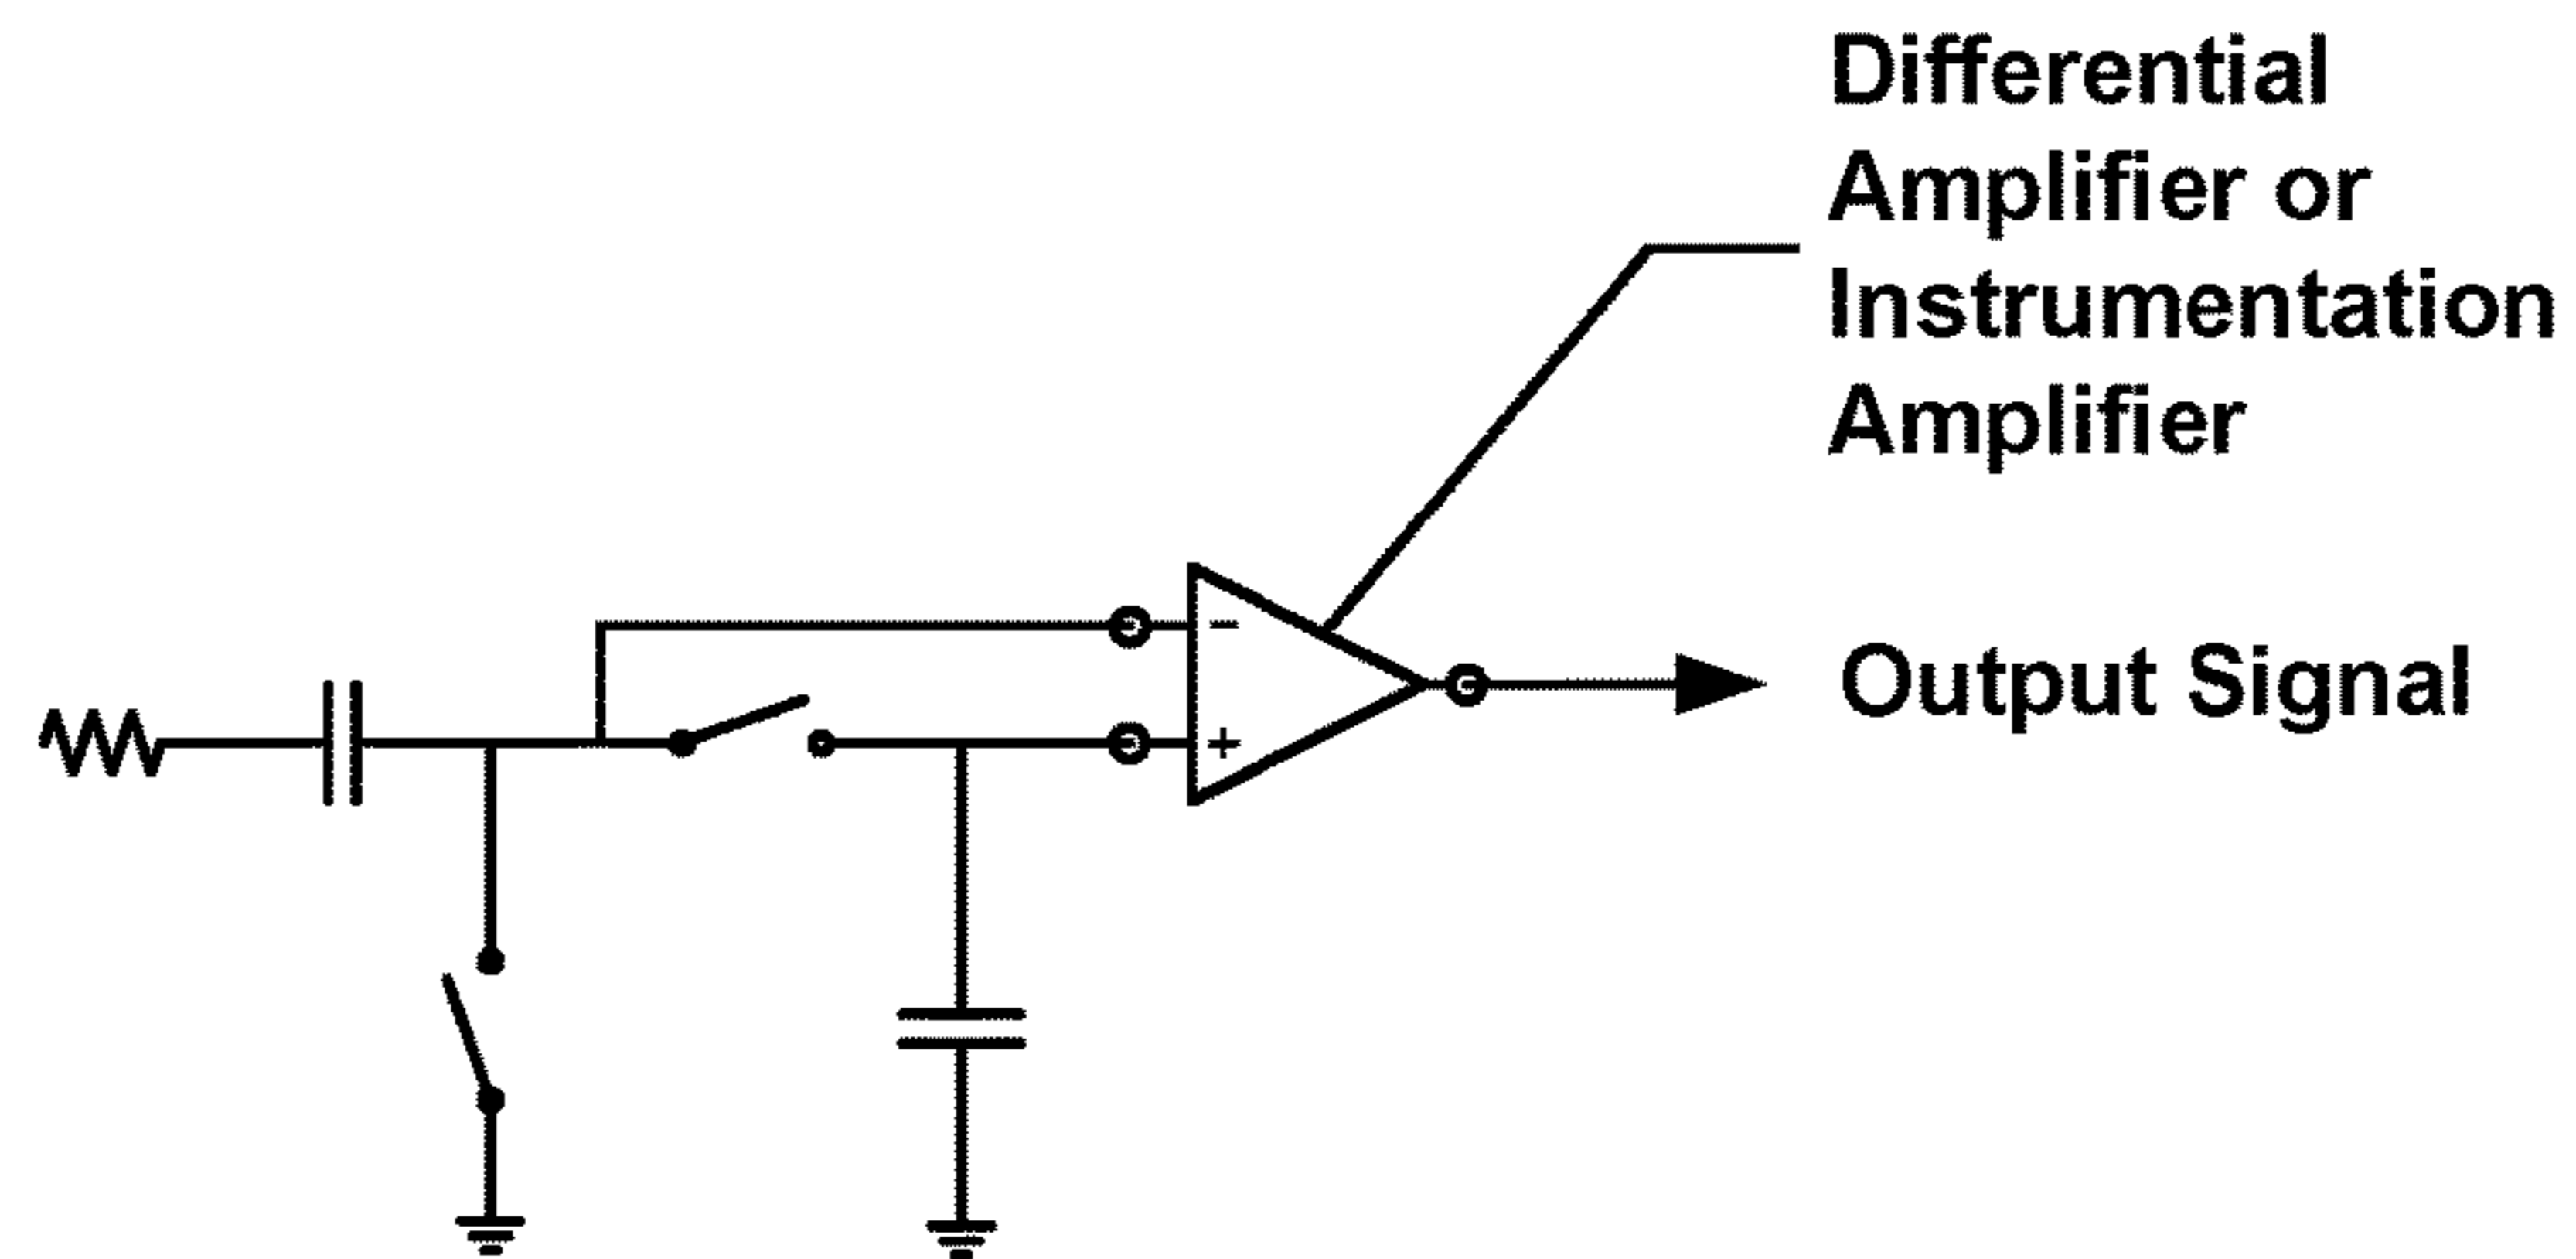 Differential
Amplifier or
Instrumentation
Amplifier
-
+
Output Signal